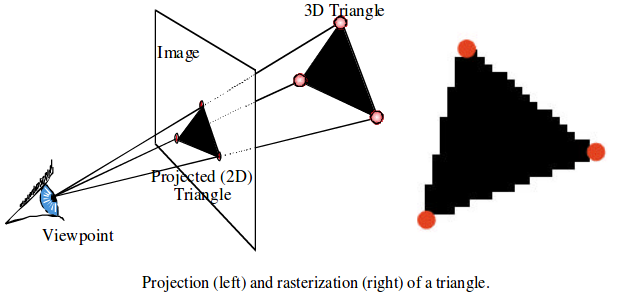 3D Triangle
Image
Projected (2D)
Triangle
Viewpoint
Projection (left) and rasterization (right) of a triangle.